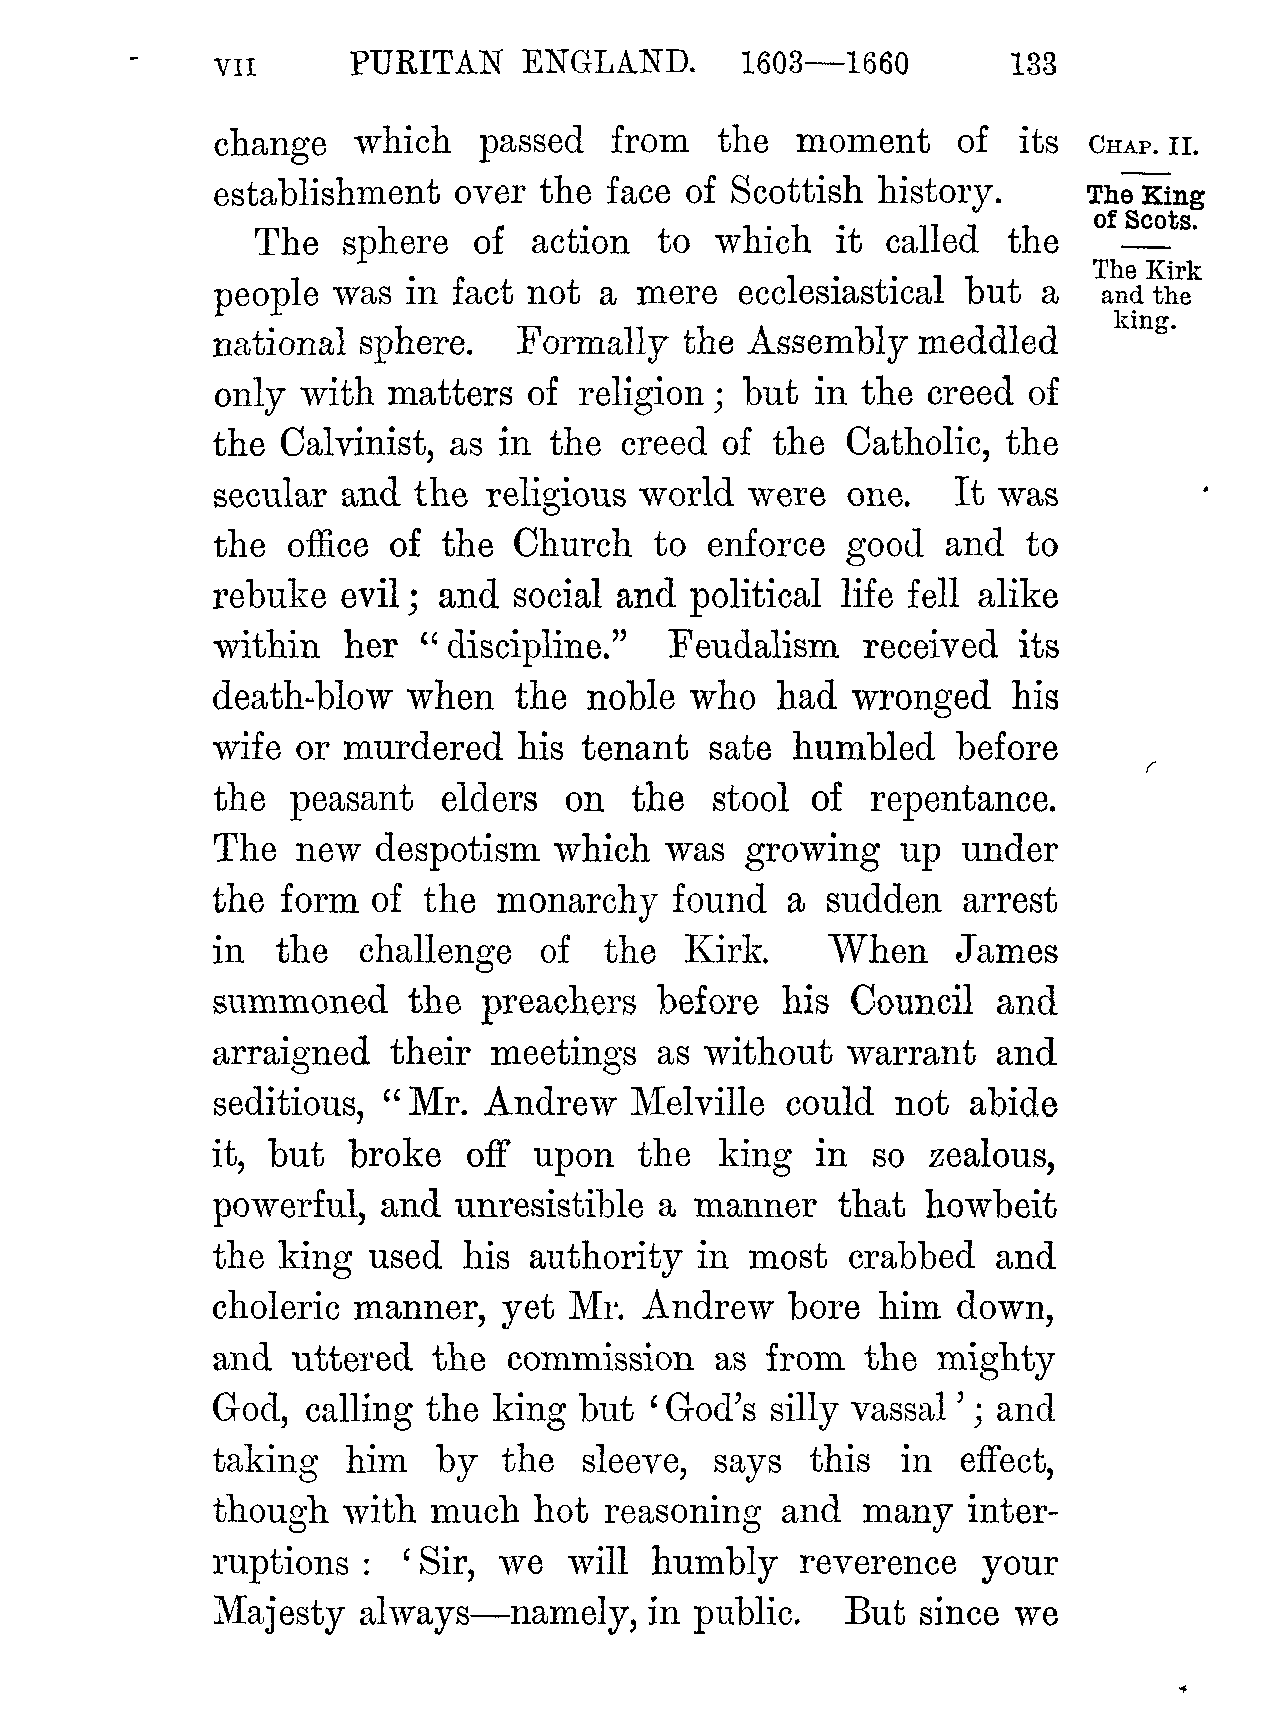 VII PURITAN ENGLAND. 1603—1660 133
change which passed from the moment of its
establishment over the face of Scottish history.
The sphere of action to which it called the
people was in fact not a mere ecclesiastical but a
national sphere. Formally the Assembly meddled
only with matters of religion; but in the creed of
the Calvinist, as in the creed of the Catholic, the
secular and the religious world were one. It was
the office of the Church to enforce good and to
rebuke evil; and social and political life fell alike
within her “discipline.” Feudalism received its
death-blow when the noble who had wronged his
wife or murdered his tenant sate humbled before
the peasant elders on the stool of repentance.
The new despotism which was growing up under
the form of the monarchy found a sudden arrest
in the challenge of the Kirk. When James
summoned the preachers before his Council and
arraigned their meetings as without warrant and
seditious, “Mr. Andrew Melville could not abide
it, but broke off upon the king in so zealous,
powerful, and unresistible a manner that howbeit
the king used his authority in most crabbed and
choleric manner, yet Mr. Andrew bore him down,
and uttered the commission as from the mighty
God, calling the king but ‘God’s silly vassal’; and
taking him by the sleeve, says this in effect,
though with much hot reasoning and many inter-
ruptions: ‘Sir, we will humbly reverence your
Majesty always—namely, in public. But since we
CHAP. II.
The King
of Scots.
The Kirk
and the
king.